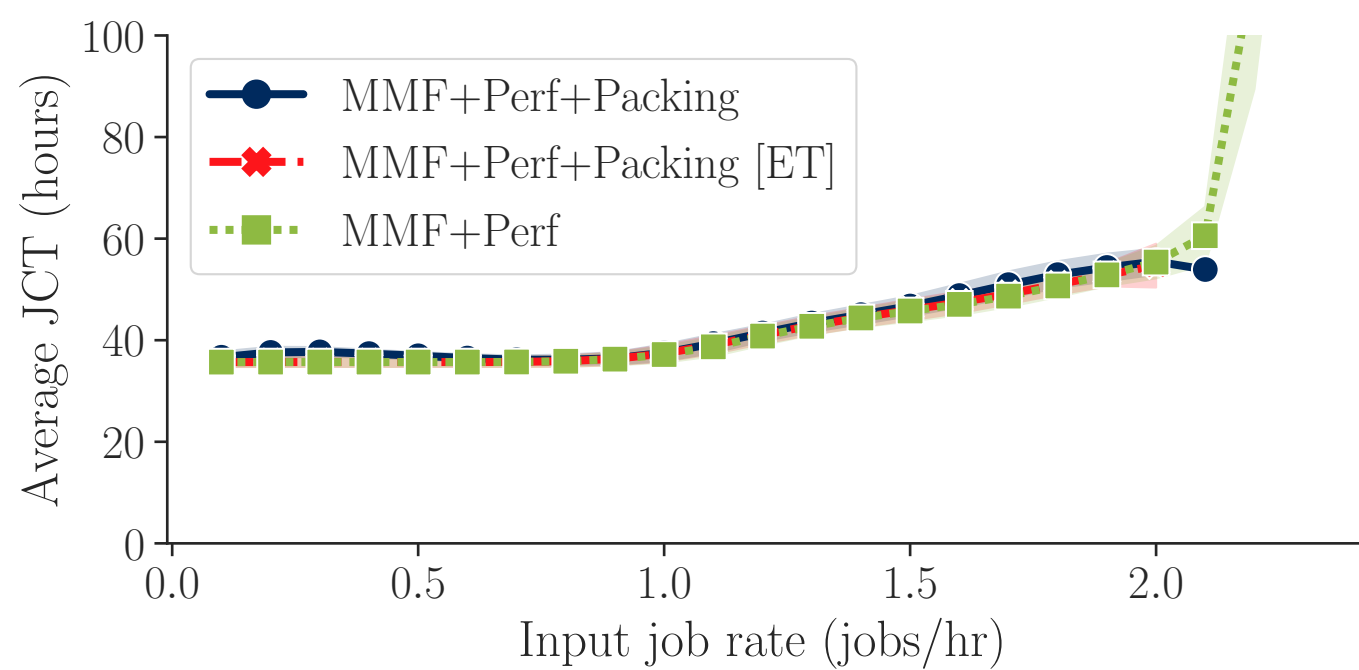 100
80
60
40
20
0
Average JCT (hours)
MMF+Perf+Packing
MMF+Perf+Packing [ET]
MMF+Perf
0.0 0.5 1.0 1.5 2.0
Input job rate (jobs/hr)